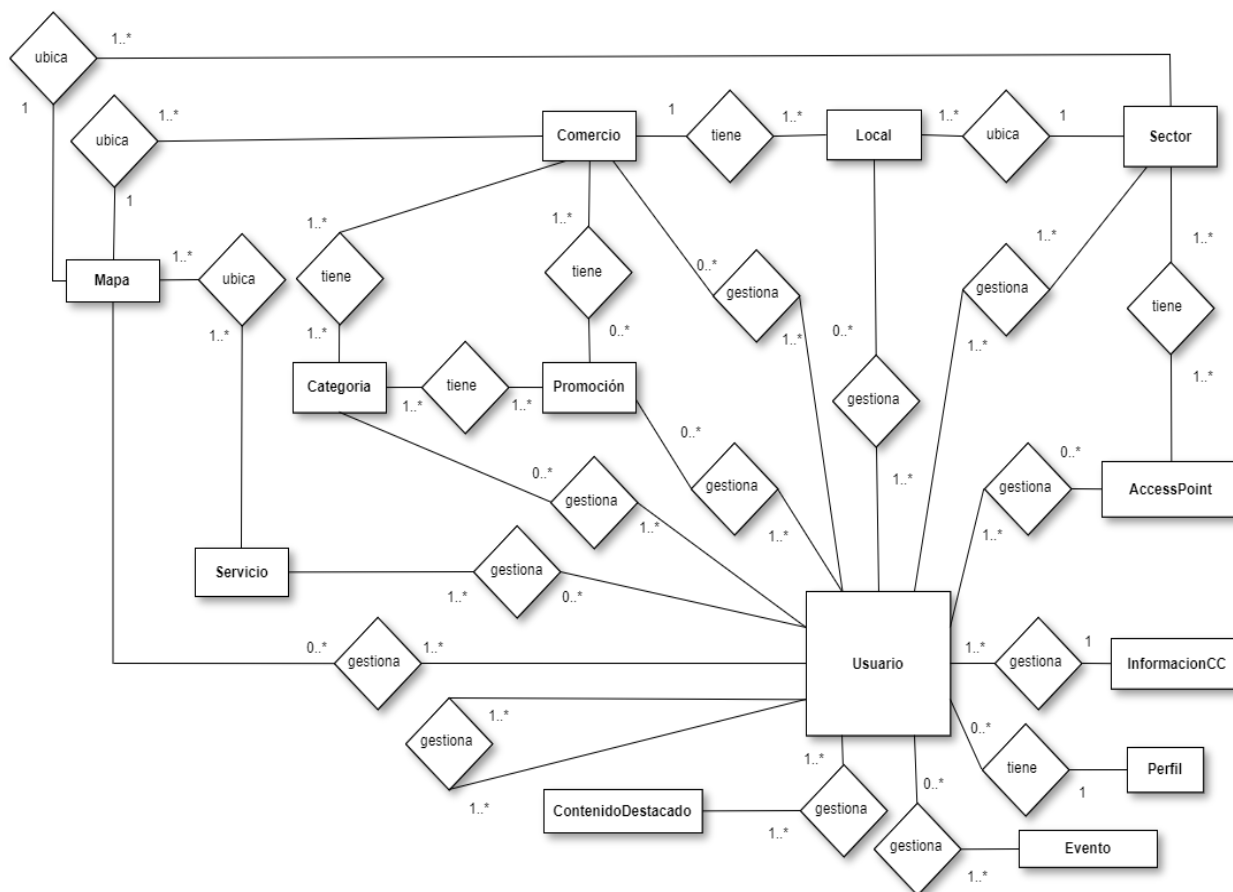 1..*
ubica
1
1..*
1
1..*
1..*
1
Comercio
tiene
Local
ubica
Sector
ubica
1
1..*
1..*
1..*
1..*
1..*
ubica
0..*
Mapa
tiene
tiene
gestiona
gestiona
tiene
1..*
1..*
0..*
1..*
0..*
1..*
1..*
Categoria
tiene
Promoción
1..*
1..*
gestiona
0..*
0..*
0..*
gestiona
gestiona
1..*
gestiona
AccessPoint
1..*
1..*
1..*
Servicio
gestiona
1..*
0..*
0..*
1..*
1..*
1
gestiona
Usuario
gestiona
InformacionCC
1..*
0..*
gestiona
tiene
Perfil
1..*
1
1..*
0..*
ContenidoDestacado
gestiona
1..*
gestiona
Evento
1..*